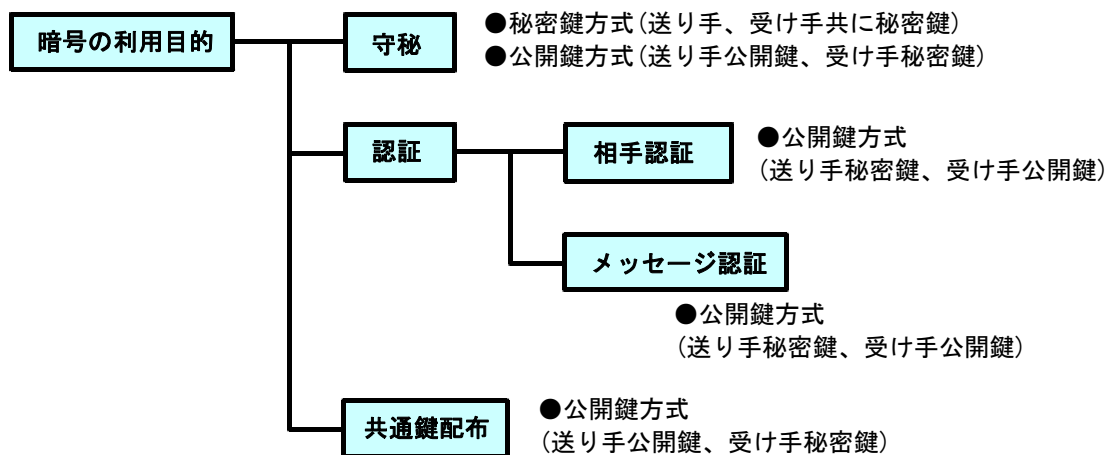 暗号の利用目的
守秘
●秘密鍵方式(送り手、受け手共に秘密鍵)
●公開鍵方式(送り手公開鍵、受け手秘密鍵)
認証
相手認証
●公開鍵方式
(送り手秘密鍵、受け手公開鍵)
メッセージ認証
●公開鍵方式
(送り手秘密鍵、受け手公開鍵)
共通鍵配布
●公開鍵方式
(送り手公開鍵、受け手秘密鍵)